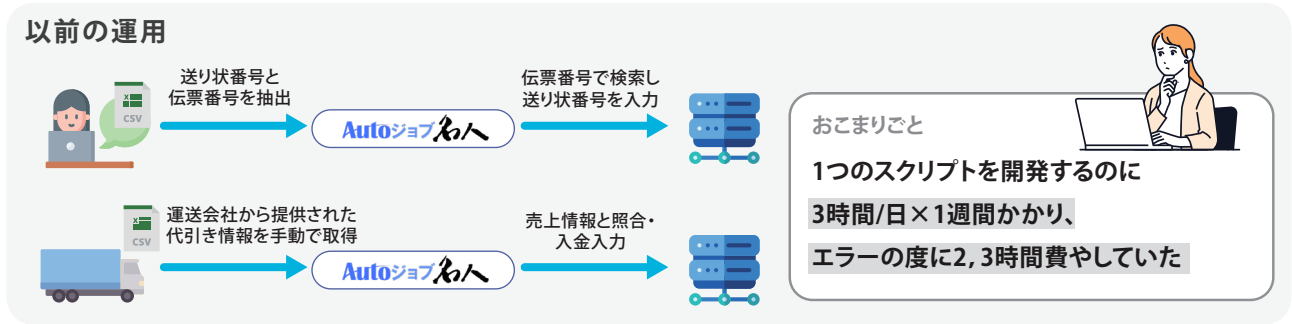 以前の運用
CSV
送り状番号と
伝票番号を抽出
Autoジョブ名人
伝票番号で検索し
送り状番号を入力
CSV
運送会社から提供された
代引き情報を手動で取得
Autoジョブ名人
売上情報と照合・
入金入力
おこまりごと
1つのスクリプトを開発するのに
3時間/日×1週間かかり、
エラーの度に2,3時間費やしていた